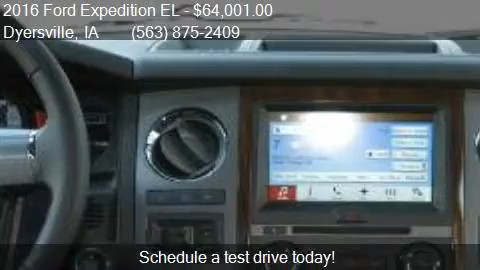 2016 Ford Expedition EL - $64,001.00
Dyersville, IA (563) 875-2409
Schedule a test drive today!